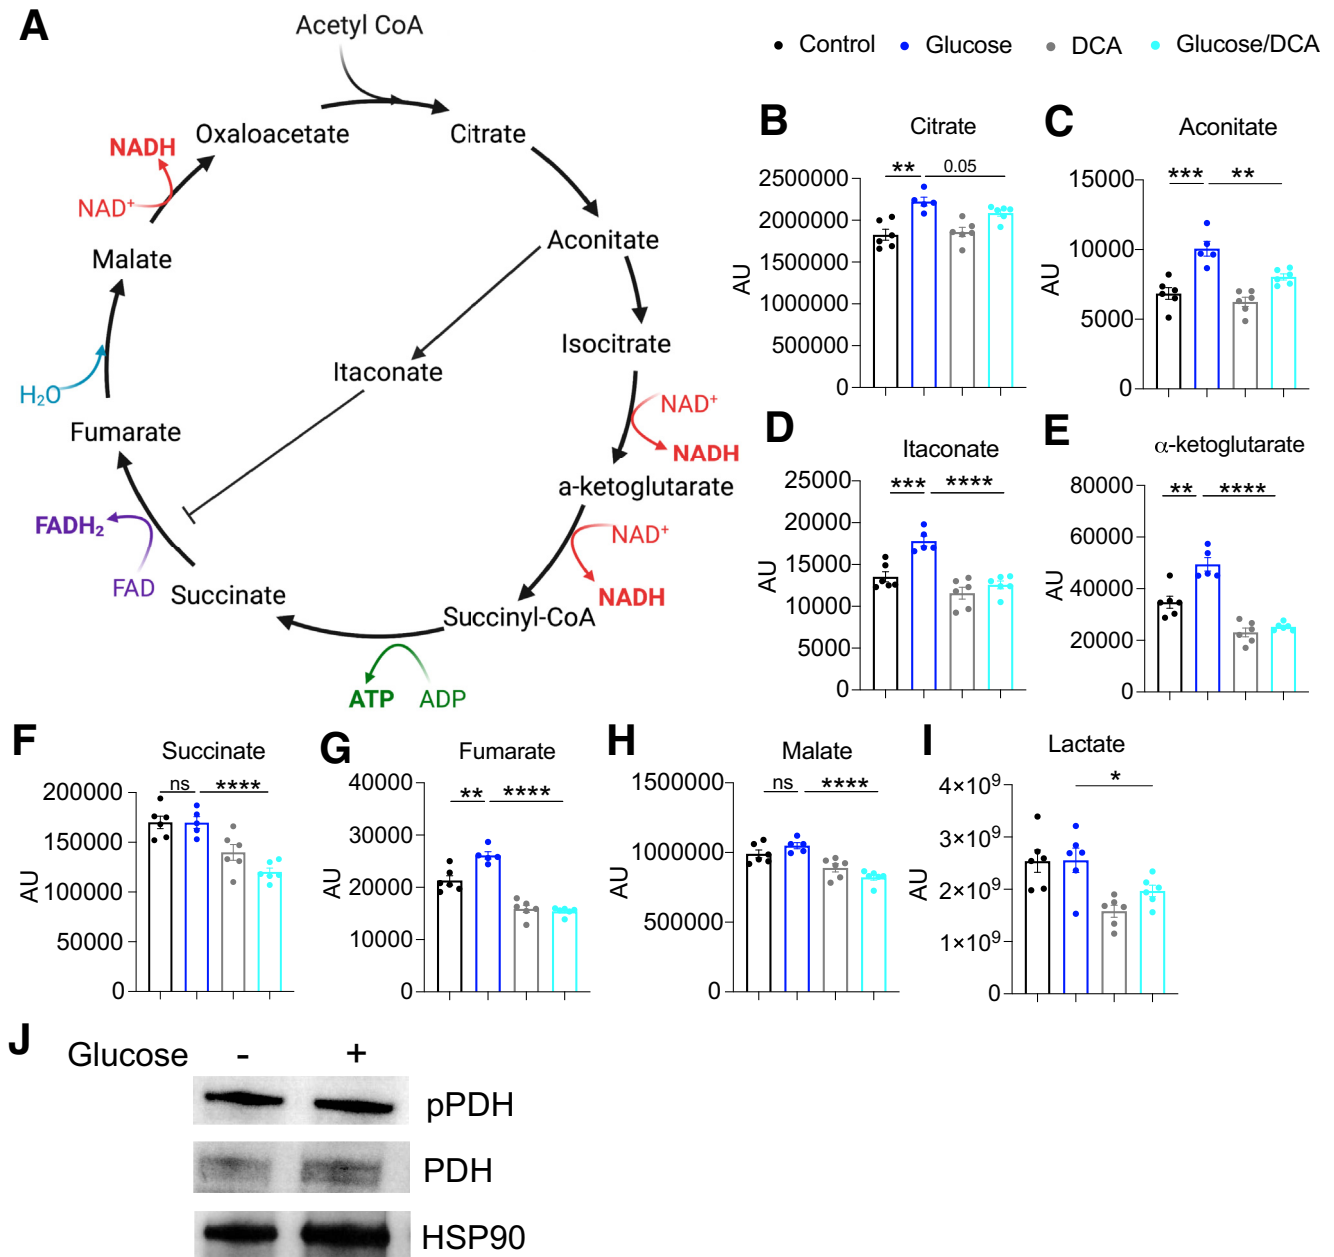 A
Acetyl CoA
Oxaloacetate
Citrate
NADH
NAD⁺
Malate
Aconitate
Isocitrate
Itaconate
H₂O
NAD⁺
NADH
Fumarate
a-ketoglutarate
FADH₂
NAD⁺
FAD
NADH
Succinate
Succinyl-CoA
ATP ADP
Control Glucose DCA Glucose/DCA
B
Citrate
** 0.05
AU
2500000
2000000
1500000
1000000
500000
0
C
Aconitate
*** **
AU
15000
10000
5000
0
D
Itaconate
*** ****
AU
25000
20000
15000
10000
5000
0
E
α-ketoglutarate
** ****
AU
80000
60000
40000
20000
0
F
Succinate
ns ****
AU
200000
150000
100000
50000
0
G
Fumarate
** ****
AU
40000
30000
20000
10000
0
H
Malate
ns ****
AU
1500000
1000000
500000
0
I
Lactate
*
AU
4×10⁹
3×10⁹
2×10⁹
1×10⁹
0
J
Glucose - +
pPDH
PDH
HSP90